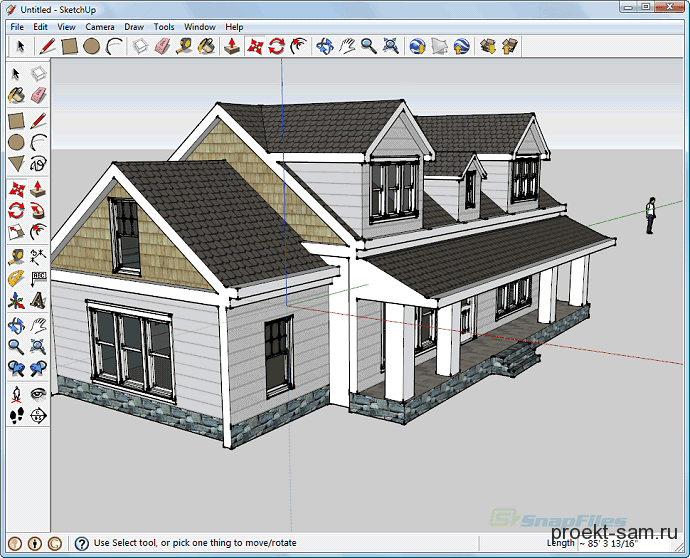 Untitled - SketchUp
File Edit View Camera Draw Tools Window Help
ABC
SnapFiles
proekt-sam.ru
Use Select tool, or pick one thing to move/rotate
Length ~ 85' 3 13/16"